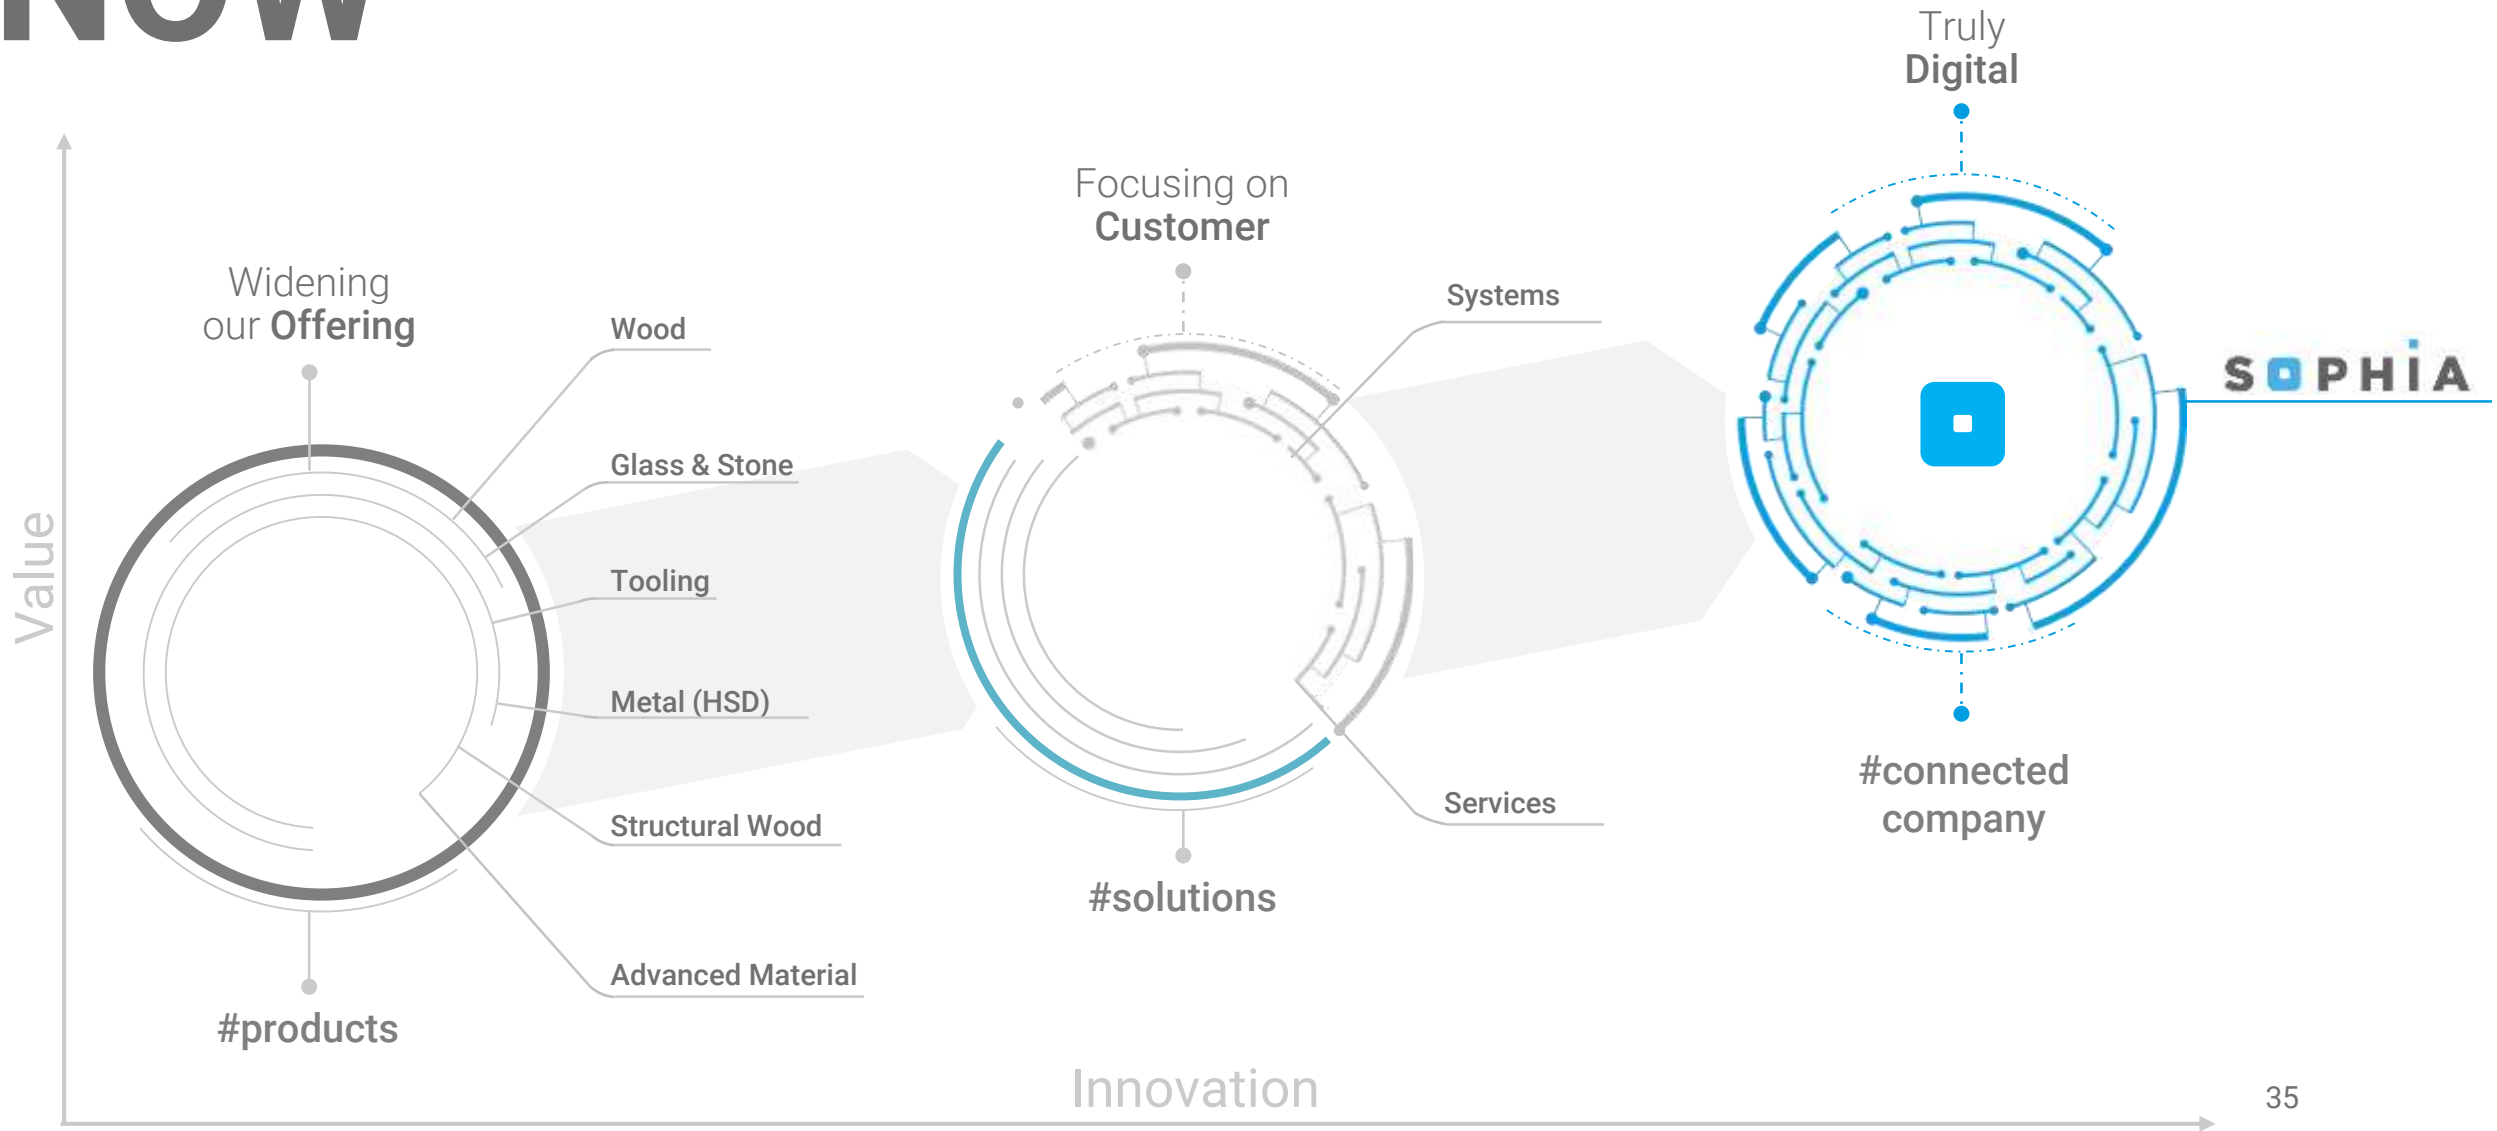 Now
Truly
Digital
Focusing on
Customer
Widening
our Offering
Wood
Glass & Stone
Tooling
Metal (HSD)
Structural Wood
Advanced Material
Systems
Services
SOPHiA
#products
#solutions
#connected
company
Value
Innovation
35